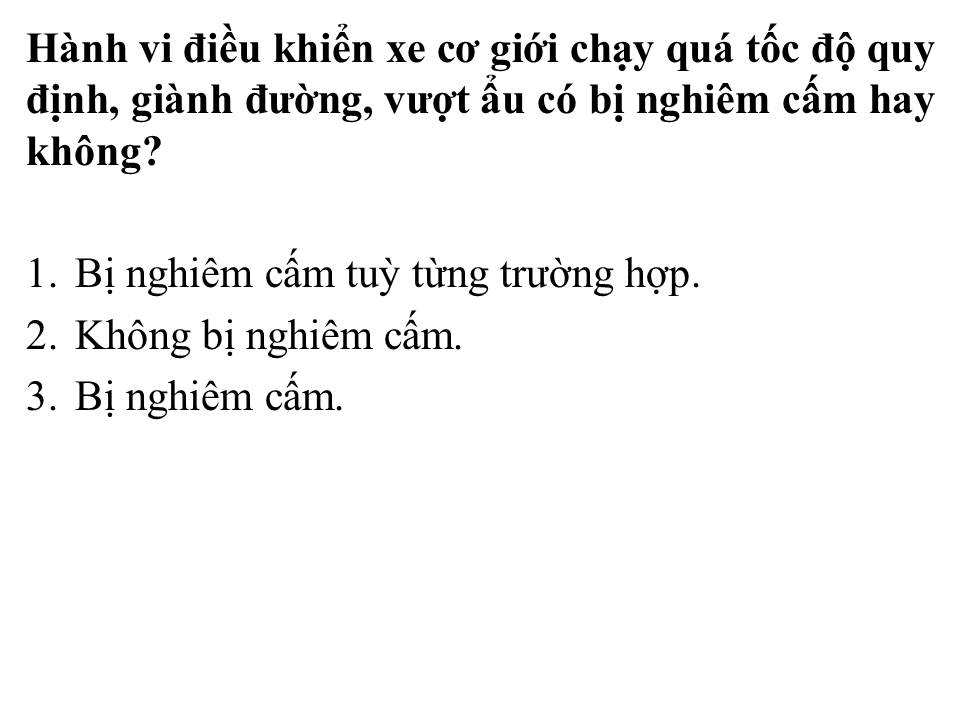 Hành vi điều khiển xe cơ giới chạy quá tốc độ quy
định, giành đường, vượt ẩu có bị nghiêm cấm hay
không?
1. Bị nghiêm cấm tuỳ từng trường hợp.
2. Không bị nghiêm cấm.
3. Bị nghiêm cấm.